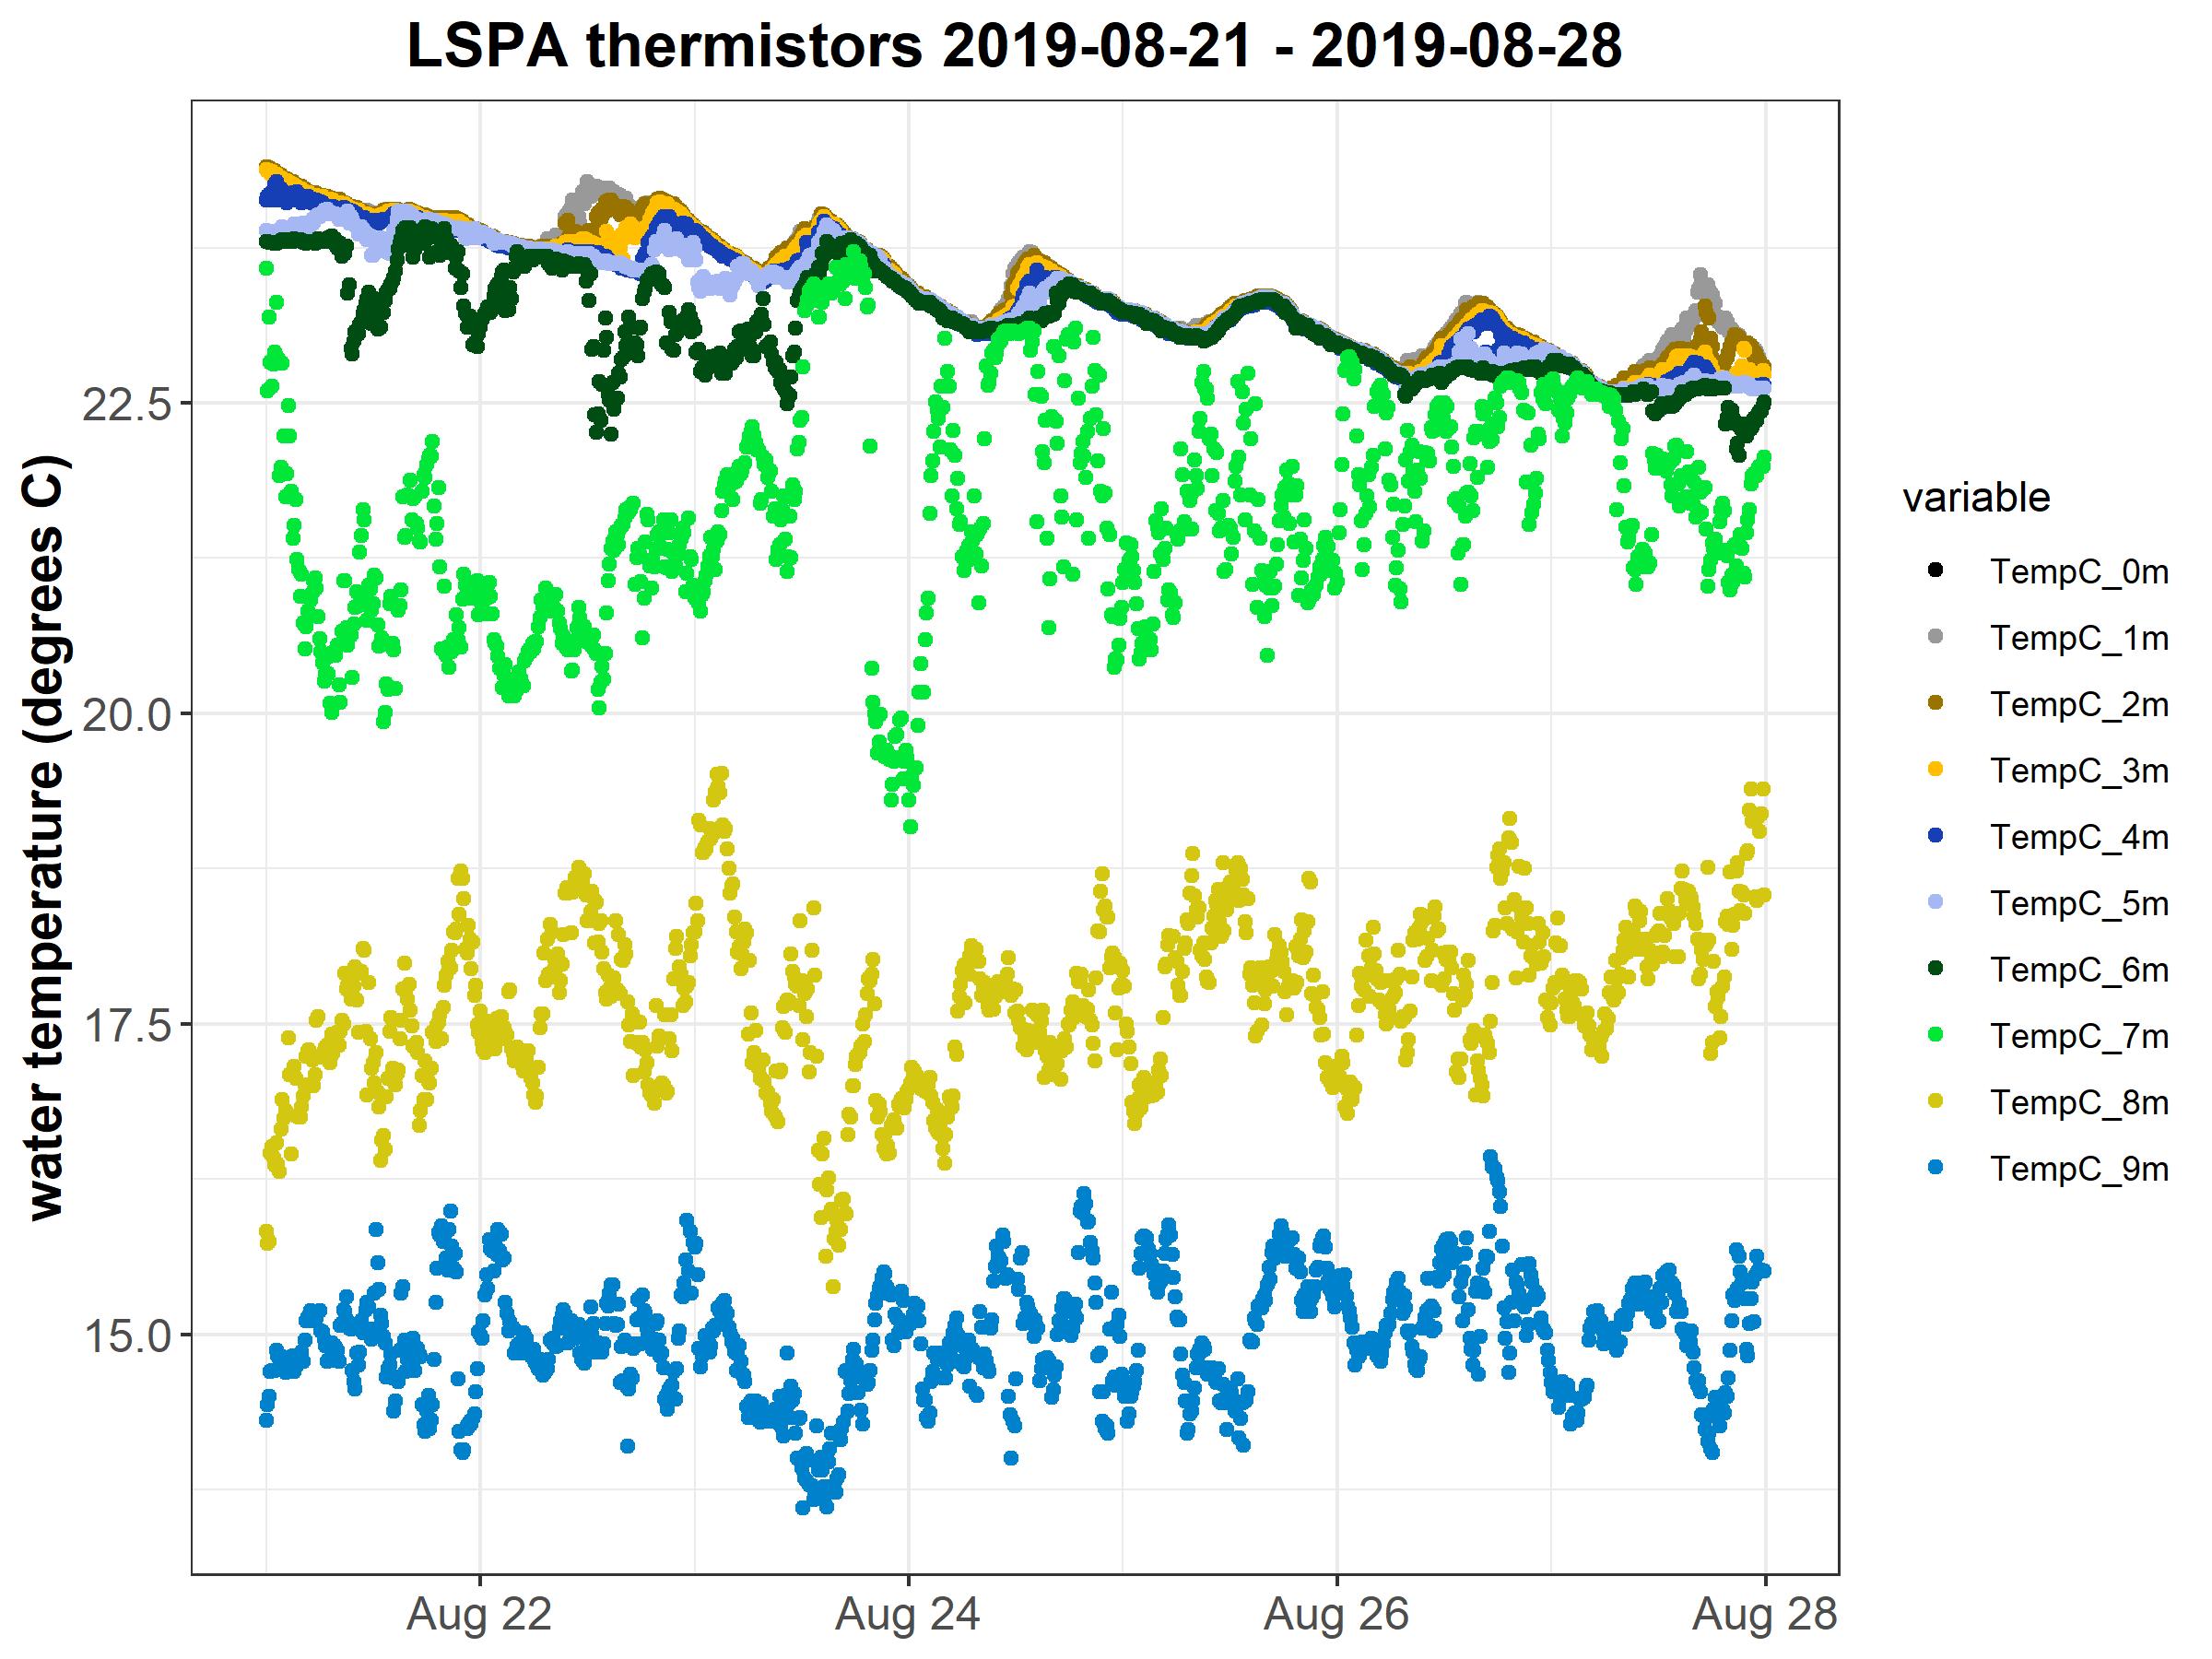 LSPA thermistors 2019-08-21 - 2019-08-28
water temperature (degrees C)
22.5
20.0
17.5
15.0
Aug 22
Aug 24
Aug 26
Aug 28
variable
TempC_0m
TempC_1m
TempC_2m
TempC_3m
TempC_4m
TempC_5m
TempC_6m
TempC_7m
TempC_8m
TempC_9m